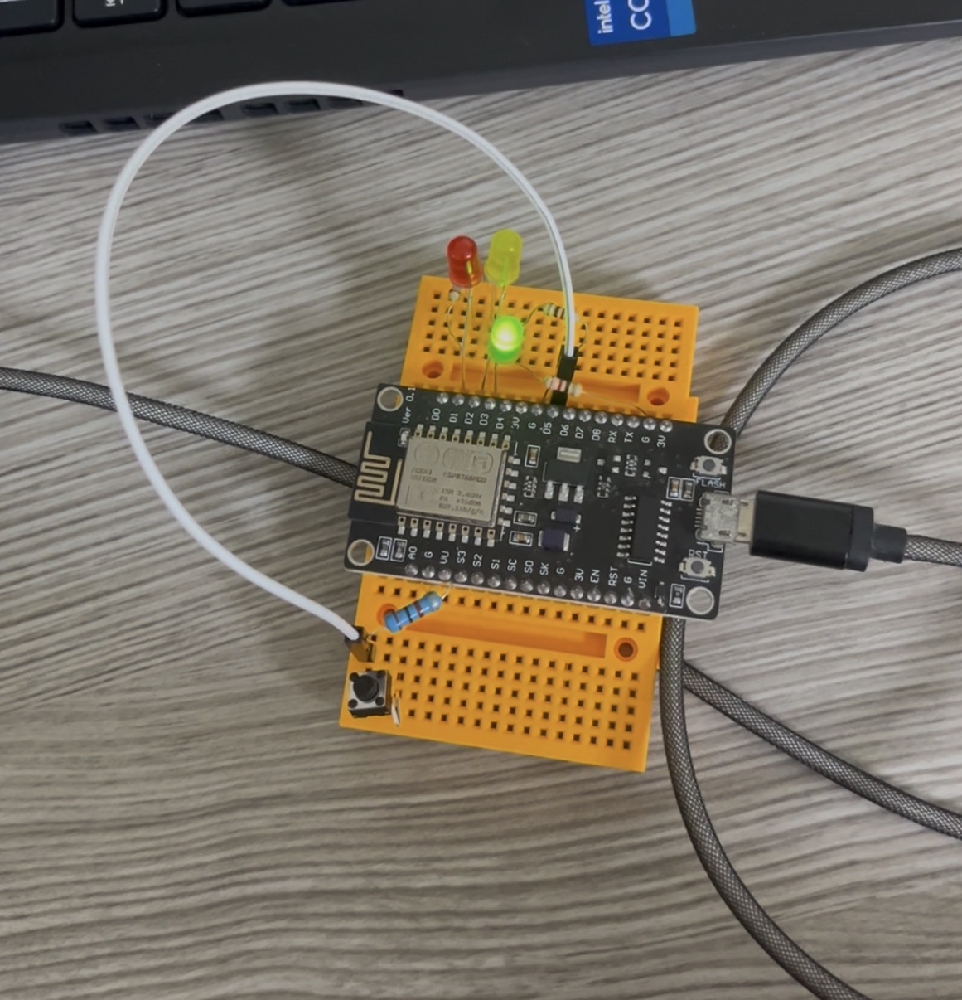 intel
CO
Ver 0.1
D0
D1
D2
D3
D4
3V
G
D5
D6
D7
D8
RX
TX
G
3V
FLASH
RST
A0
G
VU
S3
S2
S1
SC
S0
SK
G
3V
EN
RST
G
VIN